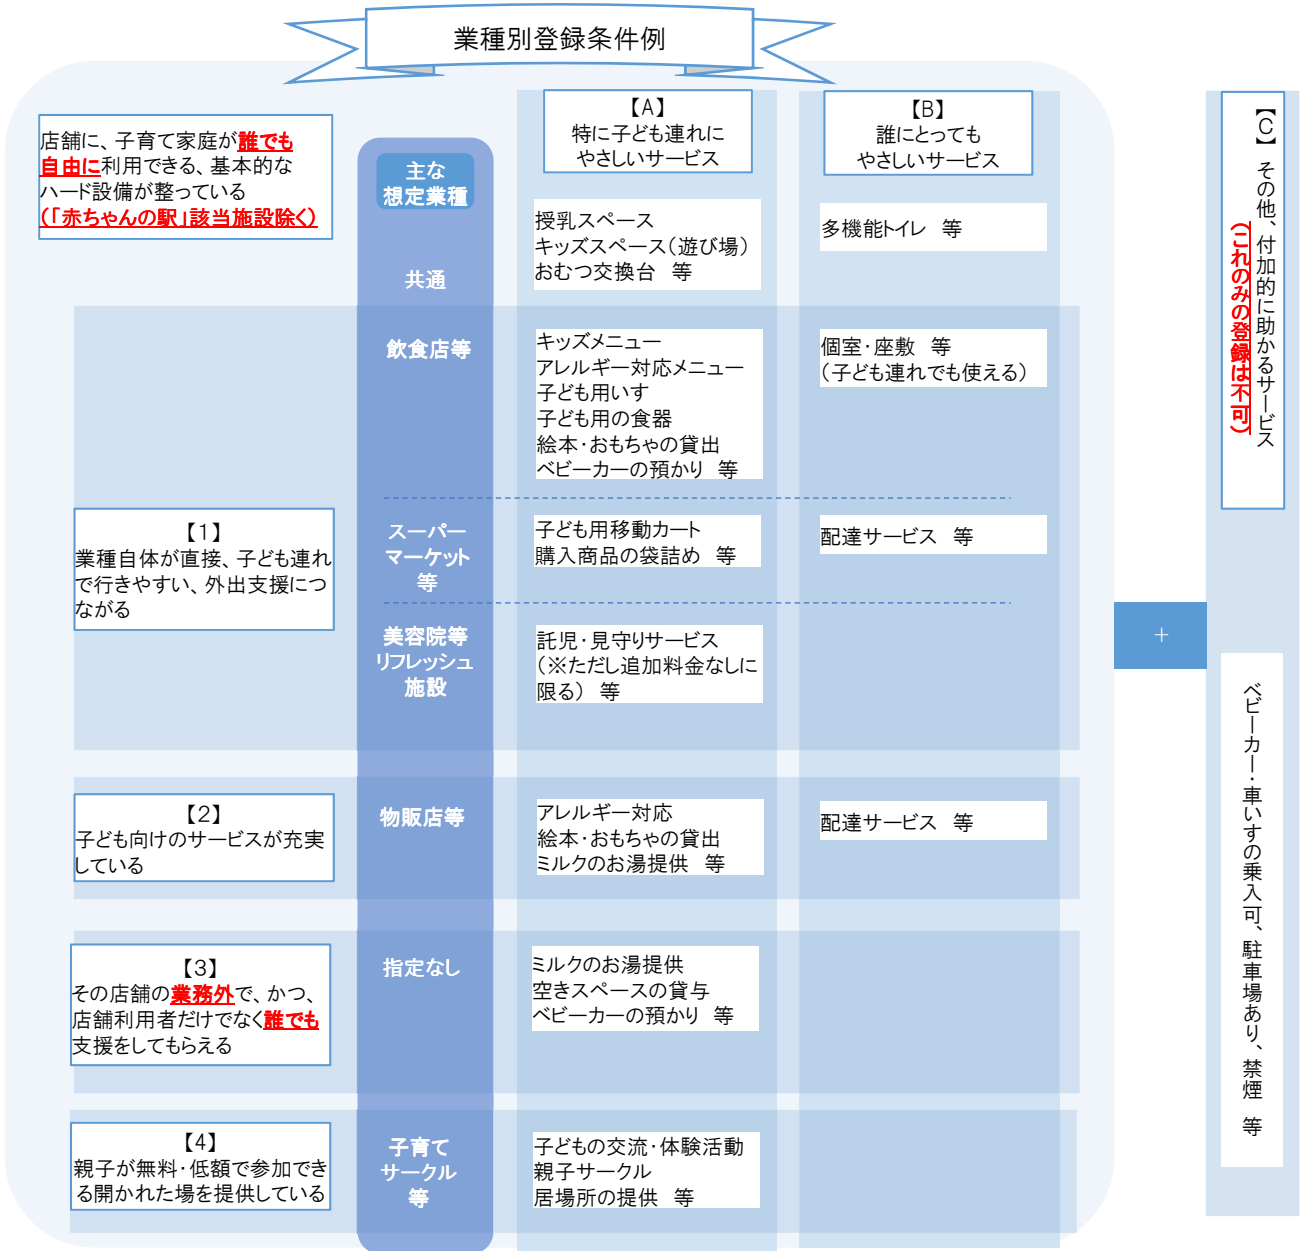 業種別登録条件例
店舗に、子育て家庭が誰でも
自由に利用できる、基本的な
ハード設備が整っている
(「赤ちゃんの駅」該当施設除く)
主な
想定業種
【A】
特に子ども連れに
やさしいサービス
【B】
誰にとっても
やさしいサービス
共通
授乳スペース
キッズスペース(遊び場)
おむつ交換台 等
多機能トイレ 等
【1】
業種自体が直接、子ども連れ
で行きやすい、外出支援につ
ながる
飲食店等
キッズメニュー
アレルギー対応メニュー
子ども用いす
子ども用の食器
絵本・おもちゃの貸出
ベビーカーの預かり 等
個室・座敷 等
(子ども連れでも使える)
スーパー
マーケット
等
子ども用移動カート
購入商品の袋詰め 等
配達サービス 等
美容院等
リフレッシュ
施設
託児・見守りサービス
(※ただし追加料金なしに
限る) 等
【2】
子ども向けのサービスが充実
している
物販店等
アレルギー対応
絵本・おもちゃの貸出
ミルクのお湯提供 等
配達サービス 等
【3】
その店舗の業務外で、かつ、
店舗利用者だけでなく誰でも
支援をしてもらえる
指定なし
ミルクのお湯提供
空きスペースの貸与
ベビーカーの預かり 等
【4】
親子が無料・低額で参加でき
る開かれた場を提供している
子育て
サークル
等
子どもの交流・体験活動
親子サークル
居場所の提供 等
+
【C】その他、付加的に助かるサービス
(これのみの登録は不可)
ベビーカー・車いすの乗入可、駐車場あり、禁煙 等